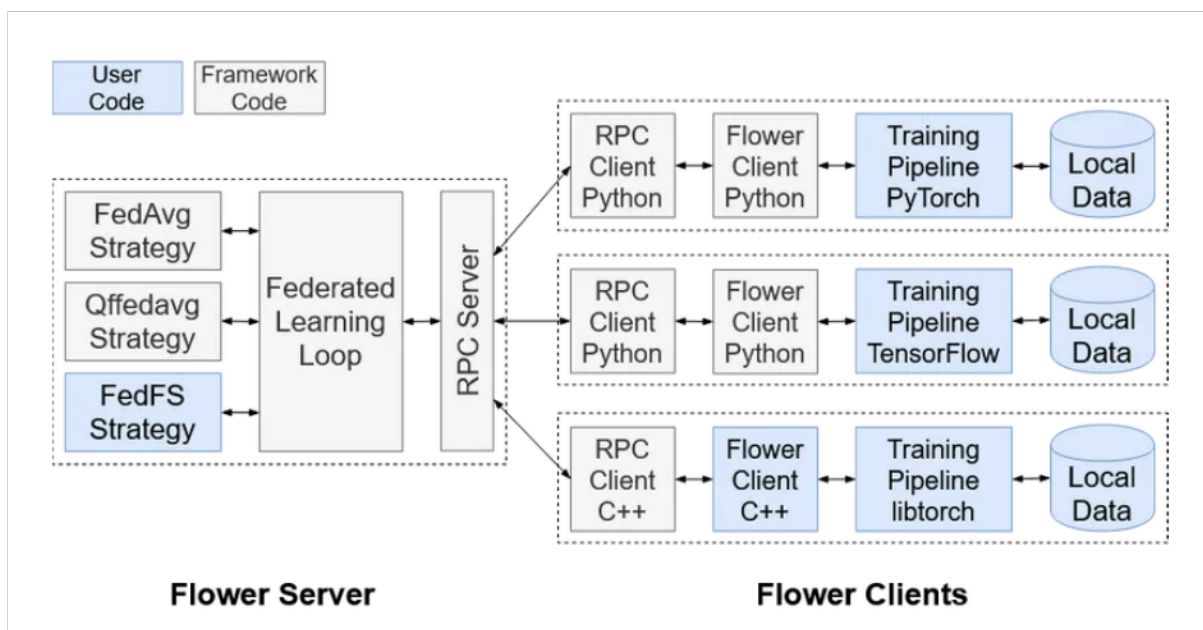 User
Code
Framework
Code
FedAvg
Strategy
Qffedavg
Strategy
FedFS
Strategy
Federated
Learning
Loop
RPC Server
RPC
Client
Python
Flower
Client
Python
Training
Pipeline
PyTorch
Local
Data
RPC
Client
Python
Flower
Client
Python
Training
Pipeline
TensorFlow
Local
Data
RPC
Client
C++
Flower
Client
C++
Training
Pipeline
libtorch
Local
Data
Flower Server
Flower Clients